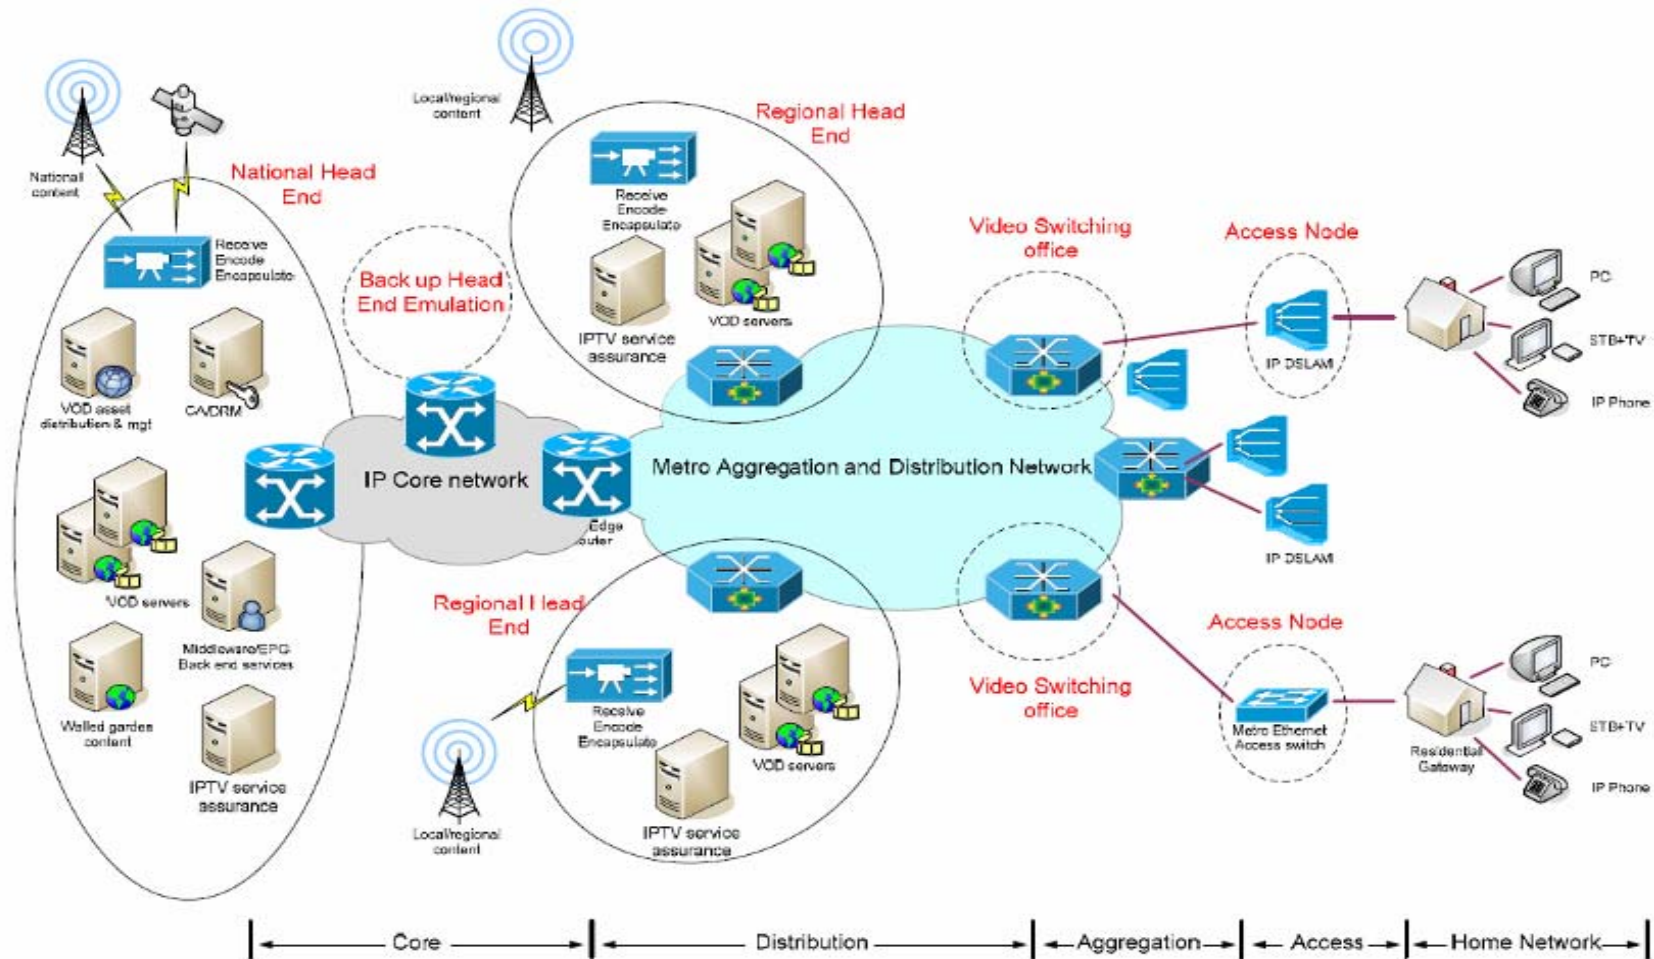 Local/regional
content
Regional Head
End
Nationall
content
National Head
End
Receive
Encode
Encapsulate
Receive
Encode
Encapsulate
Back up Head
End Emulation
VOD servers
IPTV service
assurance
Video Switching
office
Access Node
IP DSLAM
PC
STB+TV
IP Phone
VOD asset
distribution & mgt
CA/DRM
IP Core network
Metro Aggregation and Distribution Network
Edge
IP DSLAM
VOD servers
Middleware/EPG
Back end services
Walled garden
content
IPTV service
assurance
Regional Head
End
Receive
Encode
Encapsulate
VOD servers
IPTV service
assurance
Local/regional
content
Video Switching
office
Access Node
Metro Ethernet
Access switch
Residential
Gateway
PC
STB+TV
IP Phone
Core
Distribution
Aggregation
Access
Home Network